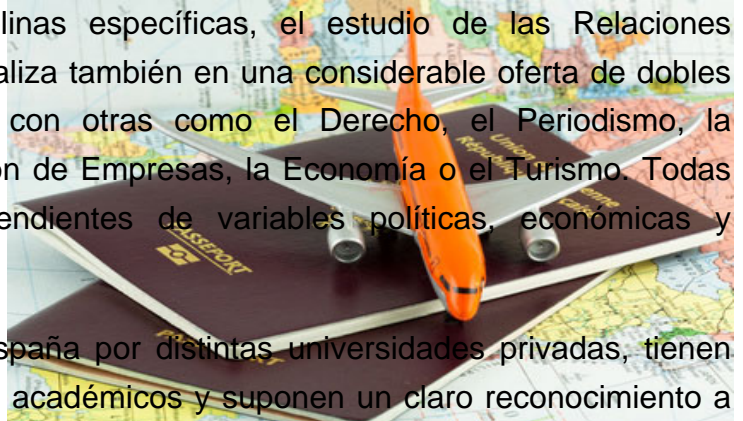 linas específicas, el estudio de las Relaciones
aliza también en una considerable oferta de dobles
con otras como el Derecho, el Periodismo, la
ón de Empresas, la Economía o el Turismo. Todas
endientes de variables políticas, económicas y
spaña por distintas universidades privadas, tienen
académicos y suponen un claro reconocimiento a
PASSEPORT